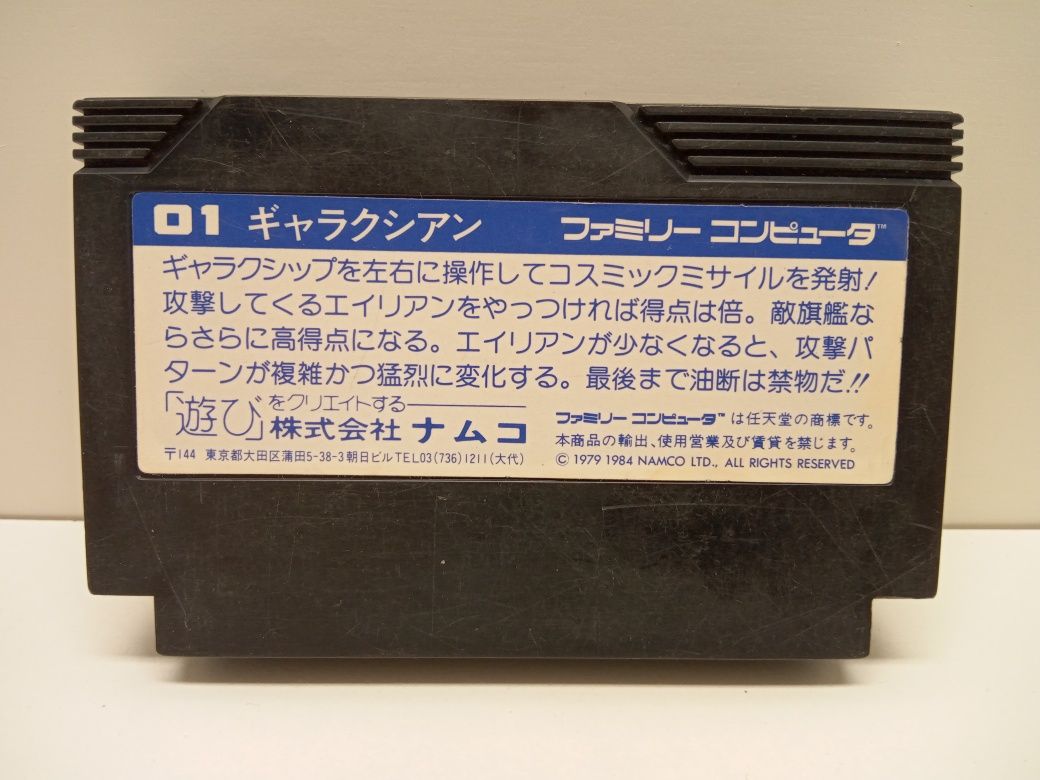 01 ギャラクシアン ファミリー コンピュータ™
ギャラクシップを左右に操作してコスミックミサイルを発射!
攻撃してくるエイリアンをやっつければ得点は倍。敵旗艦な
らさらに高得点になる。エイリアンが少なくなると、攻撃パ
ターンが複雑かつ猛烈に変化する。最後まで油断は禁物だ!!
「遊び」をクリエイトする
株式会社 ナムコ
〒144 東京都大田区蒲田5-38-3朝日ビルTEL03(736)1211(大代)
ファミリー コンピュータ™ は任天堂の商標です。
本商品の輸出、使用営業及び賃貸を禁じます。
© 1979 1984 NAMCO LTD., ALL RIGHTS RESERVED